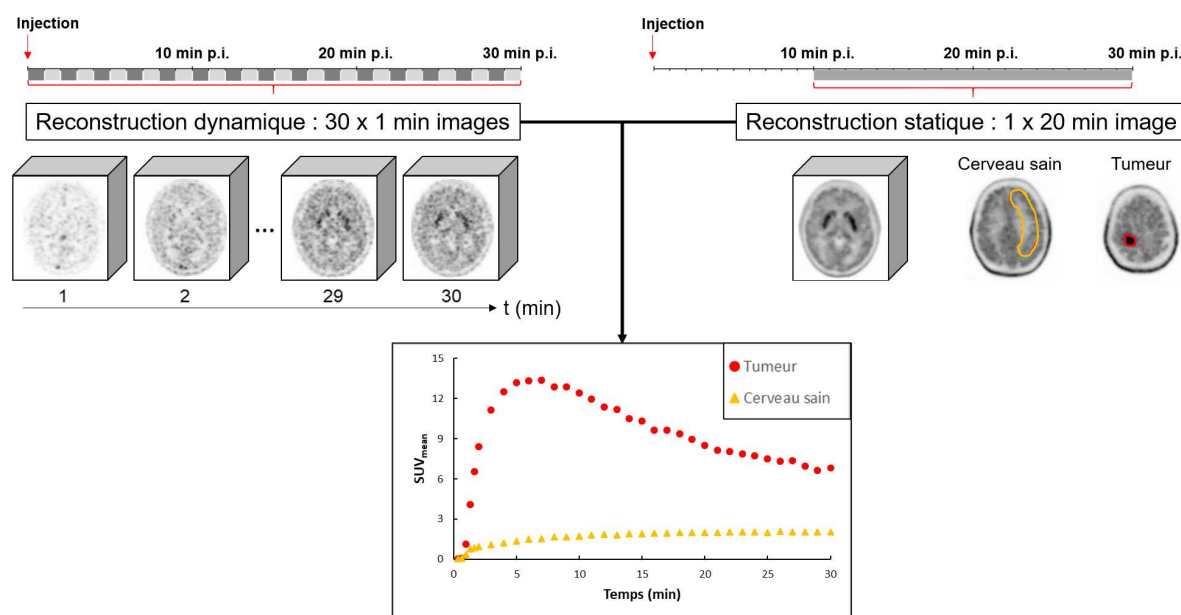 Injection
10 min p.i.
20 min p.i.
30 min p.i.
Reconstruction dynamique : 30 x 1 min images
1
2
...
29
30
t (min)
Injection
10 min p.i.
20 min p.i.
30 min p.i.
Reconstruction statique : 1 x 20 min image
Cerveau sain
Tumeur
15
12
9
6
3
0
SUVmean
0
5
10
15
20
25
30
Temps (min)
Tumeur
Cerveau sain